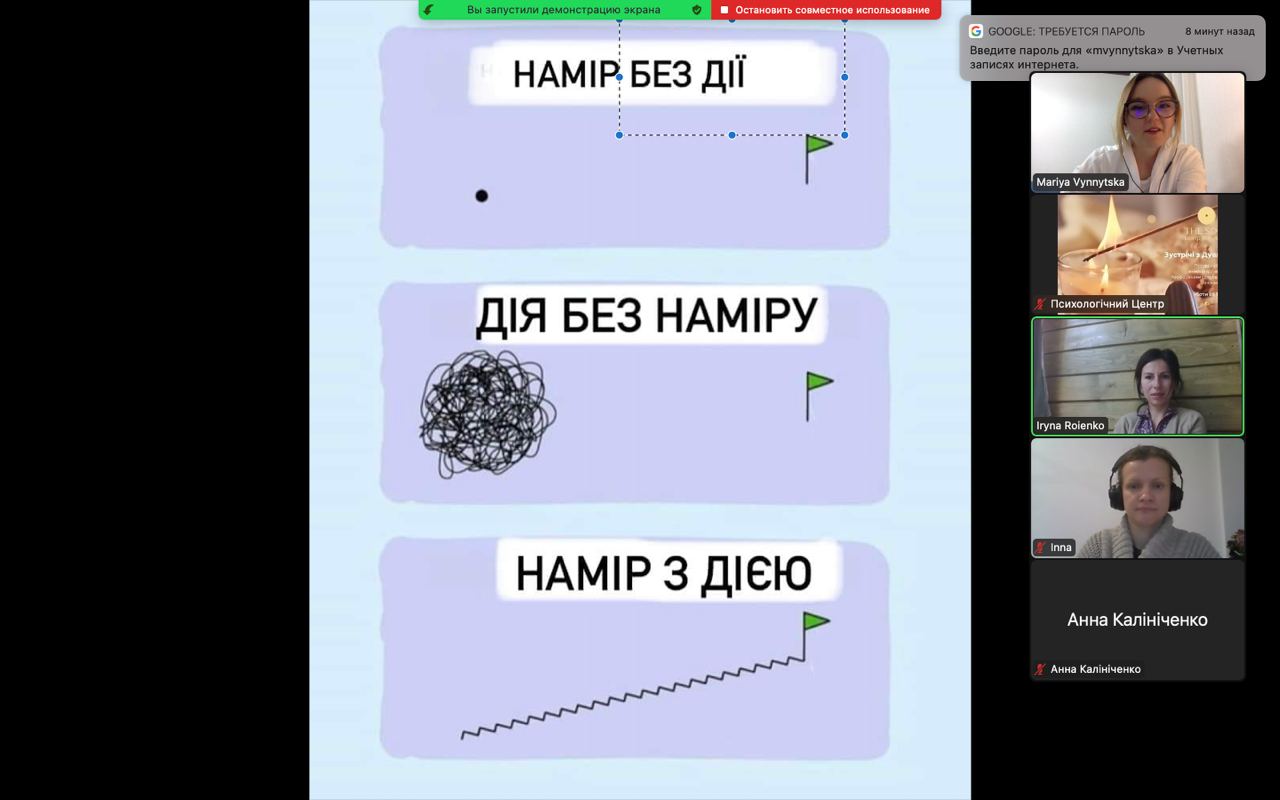 Вы запустили демонстрацию экрана
Остановить совместное использование
GOOGLE: ТРЕБУЕТСЯ ПАРОЛЬ
8 минут назад
Введите пароль для «mvynnytska» в Учетных
записях интернета.
НАМІР БЕЗ ДІЇ
ДІЯ БЕЗ НАМІРУ
НАМІР З ДІЄЮ
Mariya Vynnytska
Психологічний Центр
Iryna Roienko
Inna
Анна Калініченко
Анна Калініченко